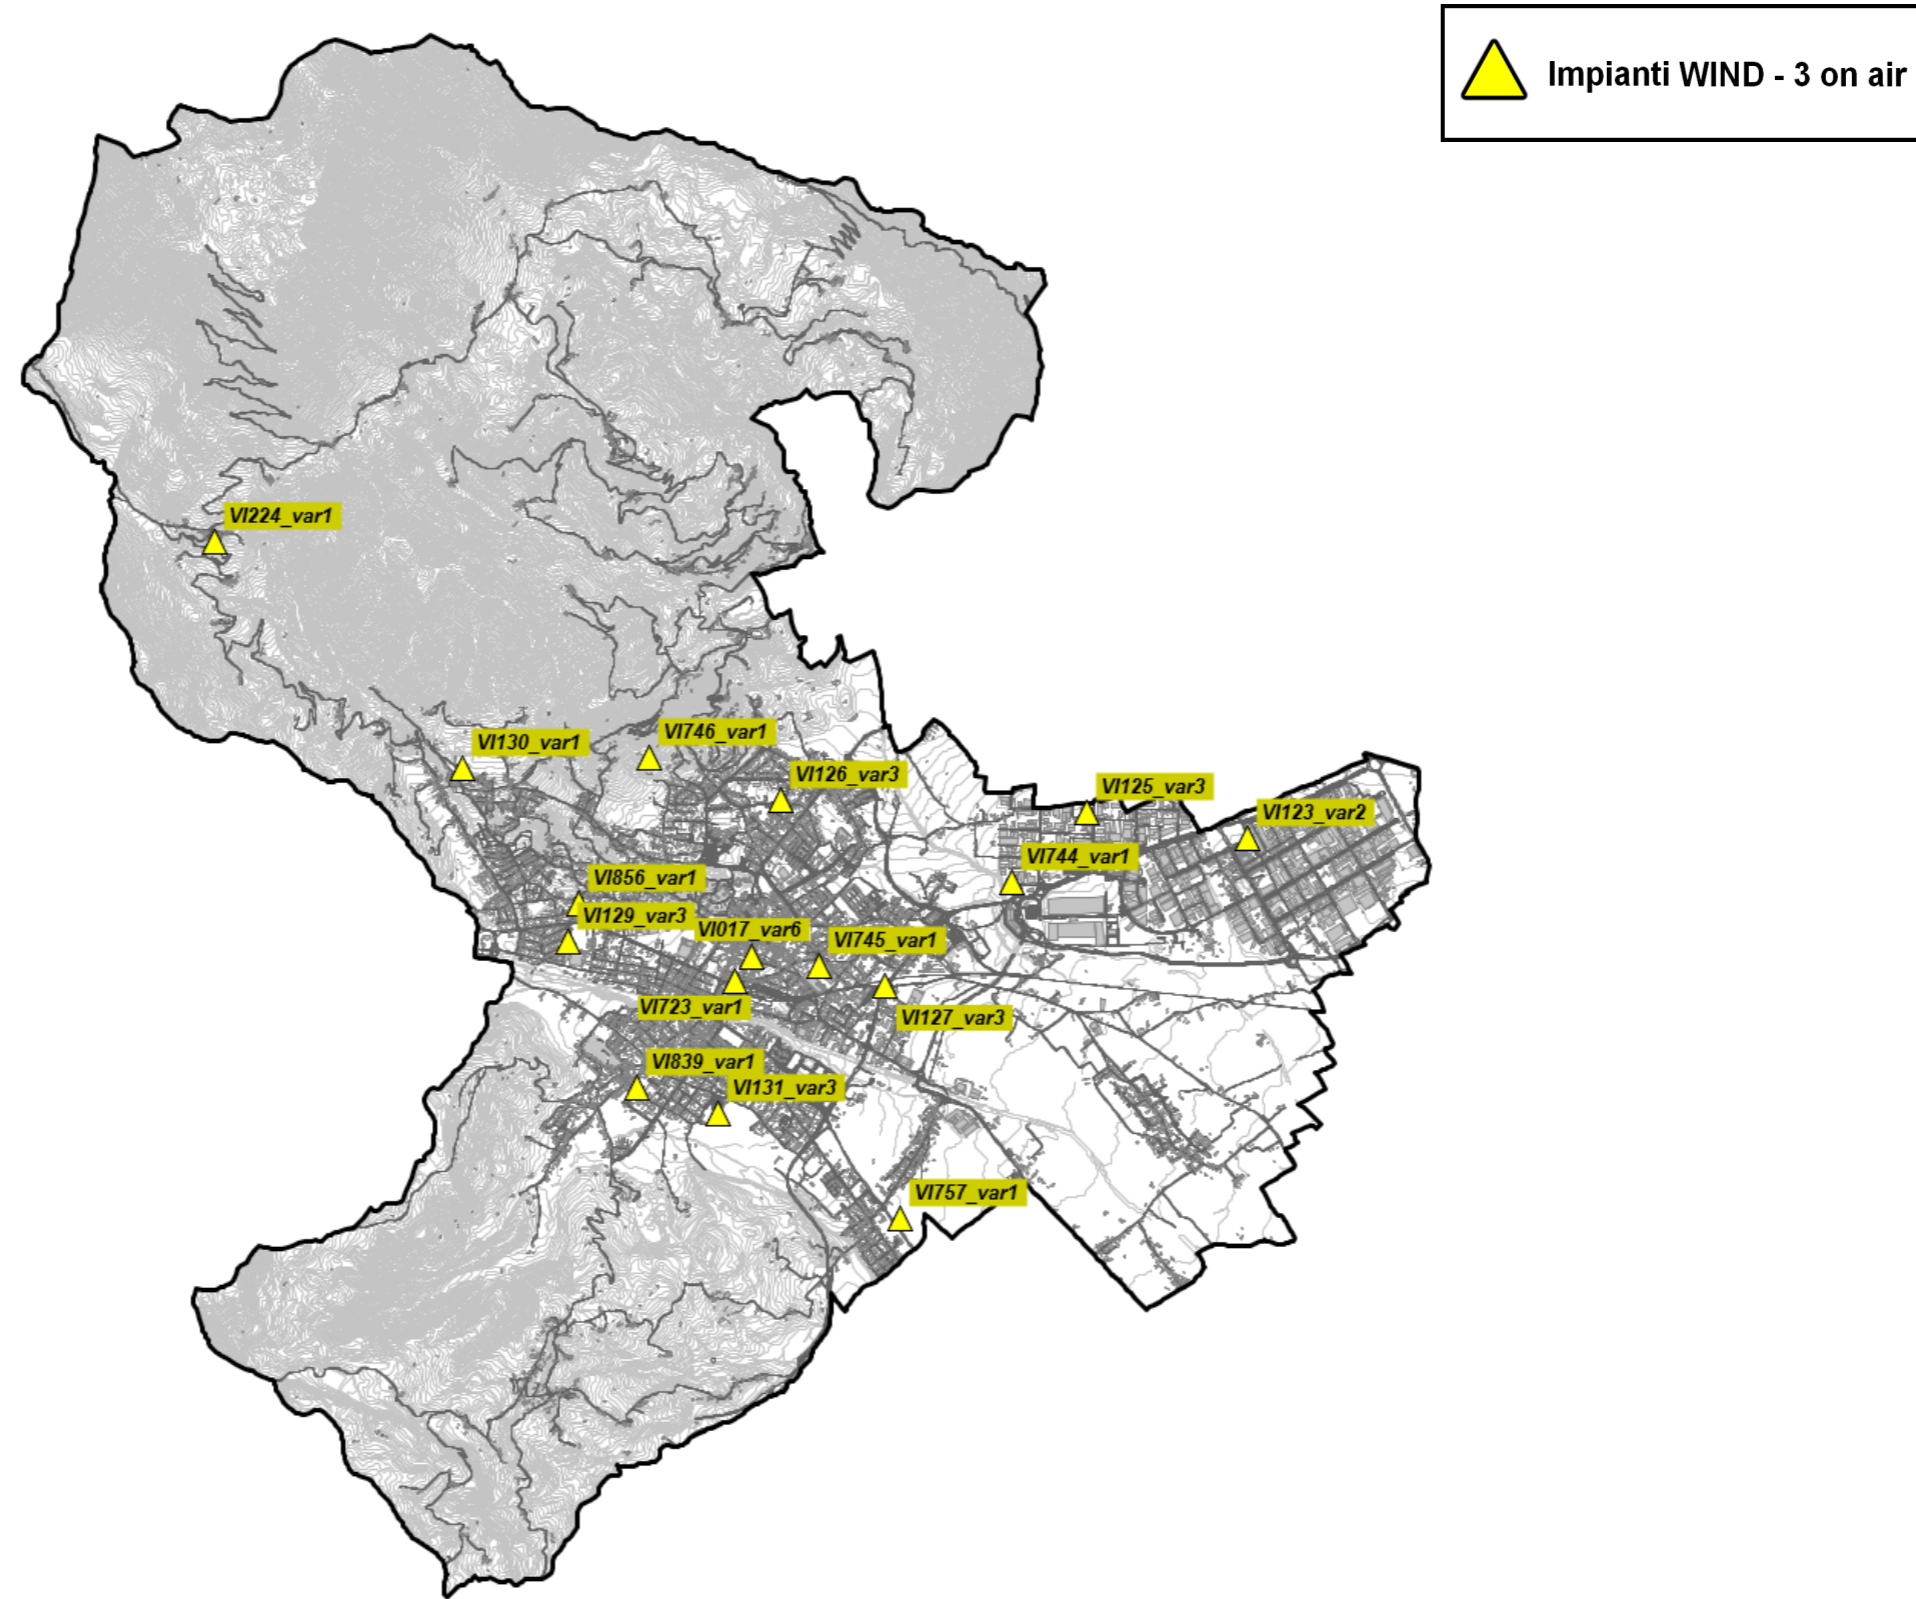 Impianti WIND - 3 on air
VI224_var1
VI746_var1
VI130_var1
VI126_var3
VI125_var3
VI123_var2
VI744_var1
VI856_var1
VI129_var3
VI017_var6
VI745_var1
VI723_var1
VI127_var3
VI839_var1
VI131_var3
VI757_var1